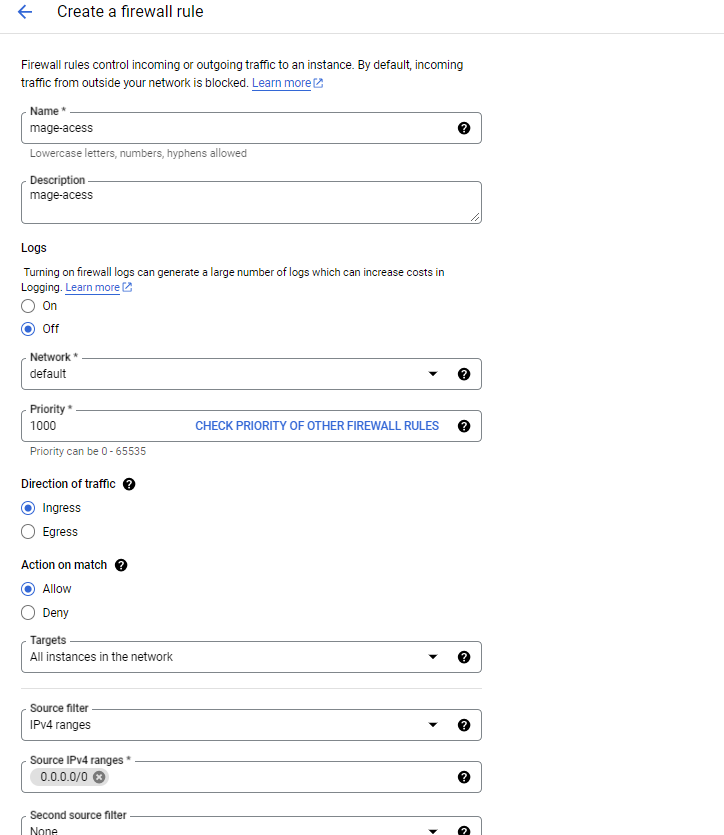 Create a firewall rule
Firewall rules control incoming or outgoing traffic to an instance. By default, incoming
traffic from outside your network is blocked. Learn more
Name *
mage-acess
Lowercase letters, numbers, hyphens allowed
Description
mage-acess
Logs
Turning on firewall logs can generate a large number of logs which can increase costs in
Logging. Learn more
On
Off
Network *
default
Priority *
1000 CHECK PRIORITY OF OTHER FIREWALL RULES
Priority can be 0 - 65535
Direction of traffic
Ingress
Egress
Action on match
Allow
Deny
Targets
All instances in the network
Source filter
IPv4 ranges
Source IPv4 ranges *
0.0.0.0/0
Second source filter
None